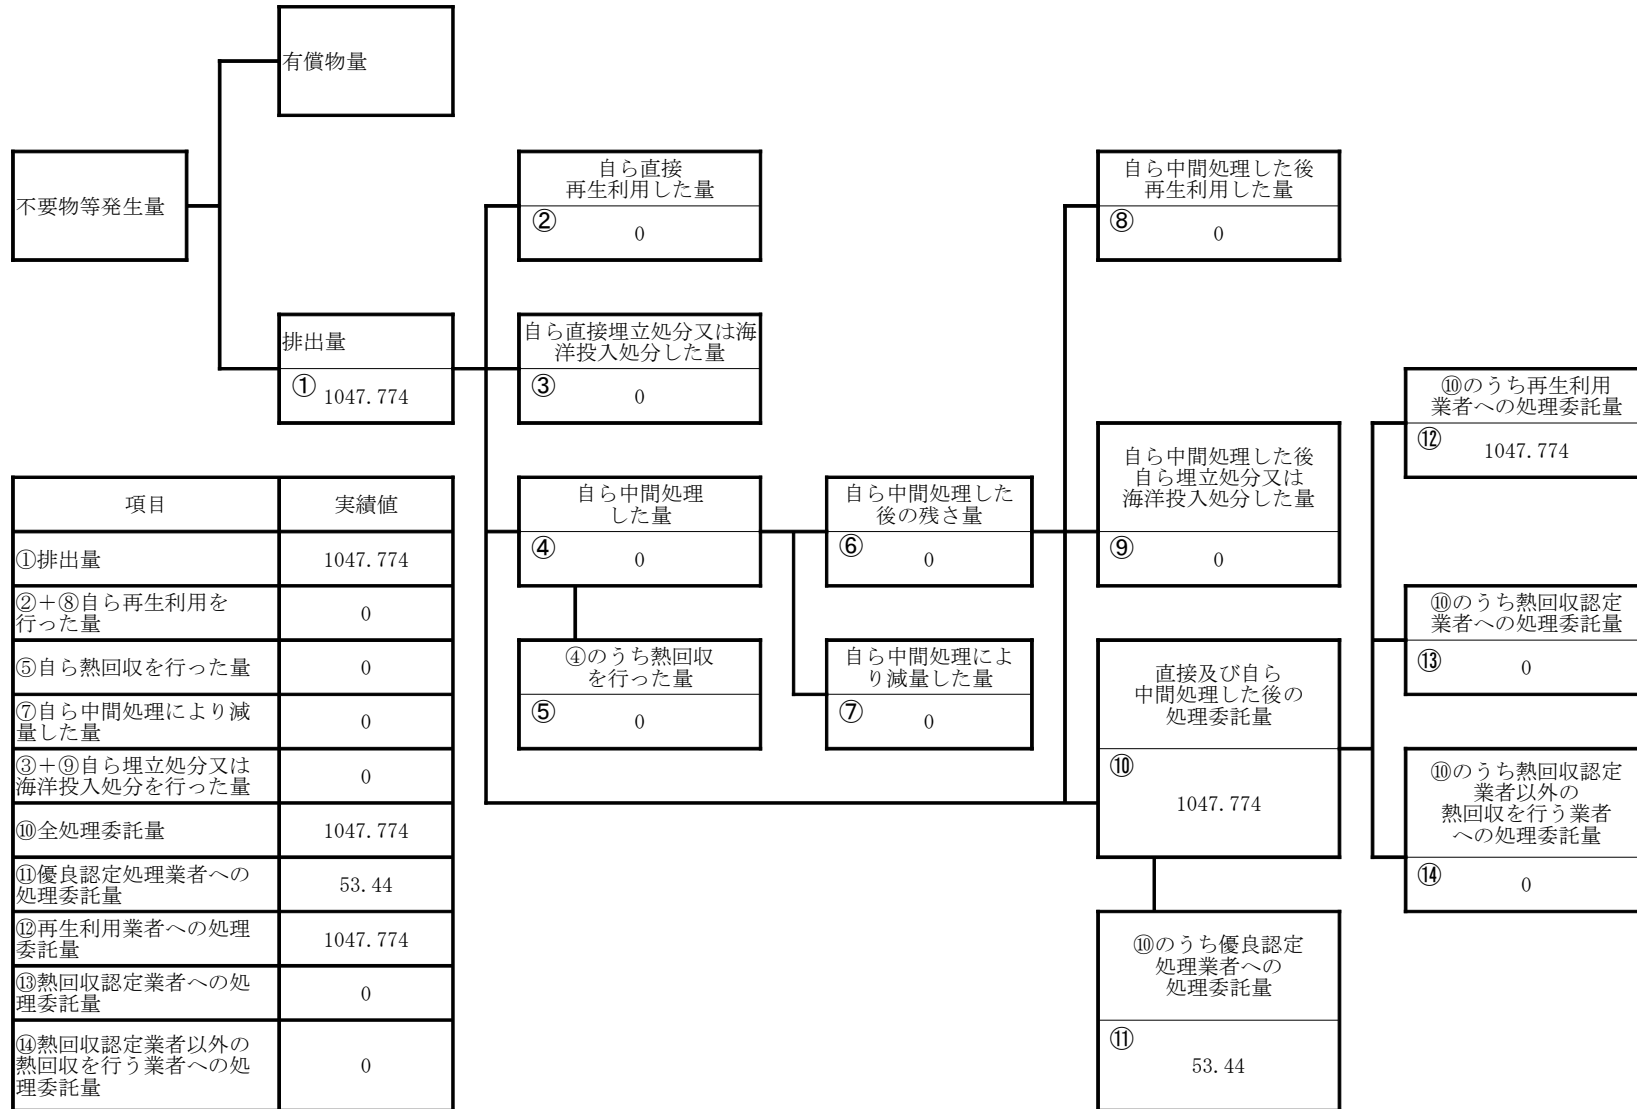 有償物量
不要物等発生量
自ら直接
再生利用した量
②
0
自ら中間処理した後
再生利用した量
⑧
0
排出量
①
1047.774
自ら直接埋立処分又は海
洋投入処分した量
③
0
⑩のうち再生利用
業者への処理委託量
⑫
1047.774
自ら中間処理
した量
④
0
自ら中間処理した
後の残さ量
⑥
0
自ら中間処理した後
自ら埋立処分又は
海洋投入処分した量
⑨
0
④のうち熱回収
を行った量
⑤
0
自ら中間処理によ
り減量した量
⑦
0
直接及び自ら
中間処理した後の
処理委託量
⑩
1047.774
⑩のうち熱回収認定
業者への処理委託量
⑬
0
⑩のうち熱回収認定
業者以外の
熱回収を行う業者
への処理委託量
⑭
0
⑩のうち優良認定
処理業者への
処理委託量
⑪
53.44
項目
実績値
①排出量
1047.774
②＋⑧自ら再生利用を
行った量
0
⑤自ら熱回収を行った量
0
⑦自ら中間処理により減
量した量
0
③＋⑨自ら埋立処分又は
海洋投入処分を行った量
0
⑩全処理委託量
1047.774
⑪優良認定処理業者への
処理委託量
53.44
⑫再生利用業者への処理
委託量
1047.774
⑬熱回収認定業者への処
理委託量
0
⑭熱回収認定業者以外の
熱回収を行う業者への処
理委託量
0